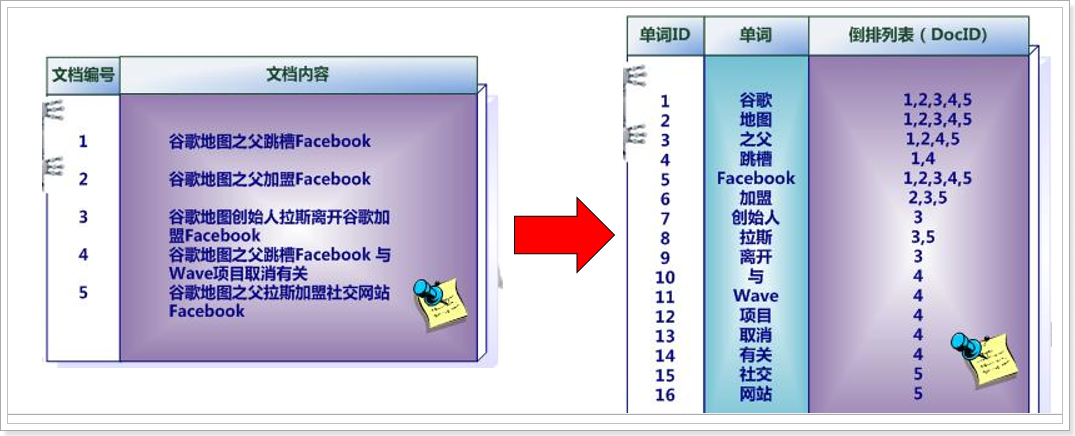 文档编号 文档内容
1 谷歌地图之父跳槽Facebook
2 谷歌地图之父加盟Facebook
3 谷歌地图创始人拉斯离开谷歌加
盟Facebook
4 谷歌地图之父跳槽Facebook 与
Wave项目取消有关
5 谷歌地图之父拉斯加盟社交网站
Facebook
单词ID 单词 倒排列表（DocID)
1 谷歌 1,2,3,4,5
2 地图 1,2,3,4,5
3 之父 1,2,4,5
4 跳槽 1,4
5 Facebook 1,2,3,4,5
6 加盟 2,3,5
7 创始人 3
8 拉斯 3,5
9 离开 3
10 与 4
11 Wave 4
12 项目 4
13 取消 4
14 有关 4
15 社交 5
16 网站 5